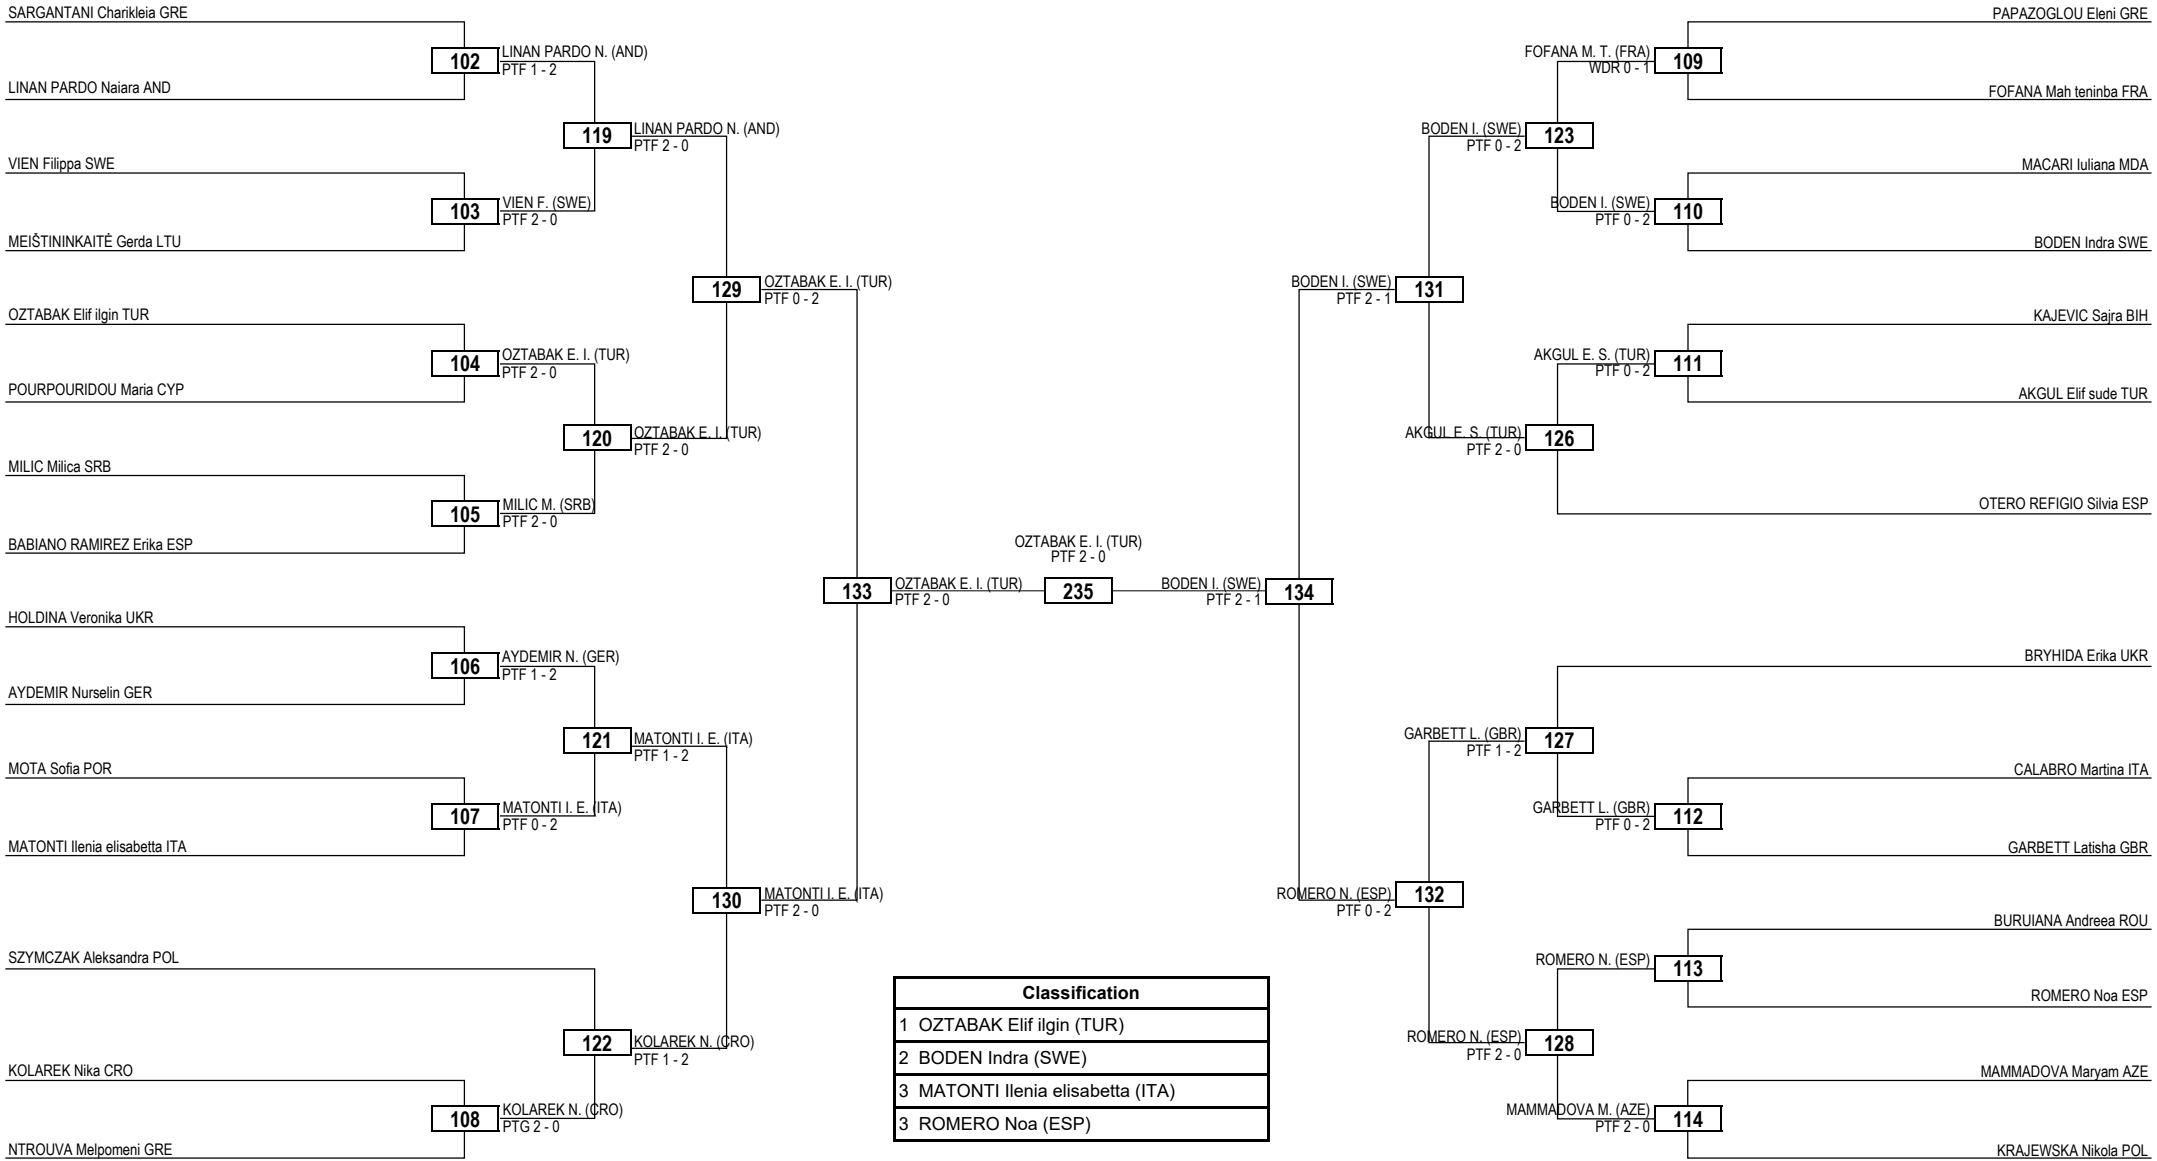 SARGANTANI Charikleia GRE
102
LINAN PARDO N. (AND)
PTF 1 - 2
LINAN PARDO Naiara AND
119
LINAN PARDO N. (AND)
PTF 2 - 0
VIEN Filippa SWE
103
VIEN F. (SWE)
PTF 2 - 0
MEIŠTININKAITĖ Gerda LTU
129
OZTABAK E. I. (TUR)
PTF 0 - 2
OZTABAK Elif ilgin TUR
104
OZTABAK E. I. (TUR)
PTF 2 - 0
POURPOURIDOU Maria CYP
120
OZTABAK E. I. (TUR)
PTF 2 - 0
MILIC Milica SRB
105
MILIC M. (SRB)
PTF 2 - 0
BABIANO RAMIREZ Erika ESP
133
OZTABAK E. I. (TUR)
PTF 2 - 0
HOLDINA Veronika UKR
106
AYDEMIR N. (GER)
PTF 1 - 2
AYDEMIR Nurselin GER
121
MATONTI I. E. (ITA)
PTF 1 - 2
MOTA Sofia POR
107
MATONTI I. E. (ITA)
PTF 0 - 2
MATONTI Ilenia elisabetta ITA
130
MATONTI I. E. (ITA)
PTF 2 - 0
SZYMCZAK Aleksandra POL
122
KOLAREK N. (CRO)
PTF 1 - 2
KOLAREK Nika CRO
108
KOLAREK N. (CRO)
PTG 2 - 0
NTROUVA Melpomeni GRE
OZTABAK E. I. (TUR)
PTF 2 - 0
235
Classification
1 OZTABAK Elif ilgin (TUR)
2 BODEN Indra (SWE)
3 MATONTI Ilenia elisabetta (ITA)
3 ROMERO Noa (ESP)
PAPAZOGLOU Eleni GRE
FOFANA M. T. (FRA)
WDR 0 - 1
109
FOFANA Mah teninba FRA
BODEN I. (SWE)
PTF 0 - 2
123
MACARI Iuliana MDA
BODEN I. (SWE)
PTF 0 - 2
110
BODEN Indra SWE
BODEN I. (SWE)
PTF 2 - 1
131
KAJEVIC Sajra BIH
AKGUL E. S. (TUR)
PTF 0 - 2
111
AKGUL Elif sude TUR
AKGUL E. S. (TUR)
PTF 2 - 0
126
OTERO REFIGIO Silvia ESP
BODEN I. (SWE)
PTF 2 - 1
134
BRYHIDA Erika UKR
GARBETT L. (GBR)
PTF 1 - 2
127
CALABRO Martina ITA
GARBETT L. (GBR)
PTF 0 - 2
112
GARBETT Latisha GBR
ROMERO N. (ESP)
PTF 0 - 2
132
BURUIANA Andreea ROU
ROMERO N. (ESP)
113
ROMERO Noa ESP
ROMERO N. (ESP)
PTF 2 - 0
128
MAMMADOVA Maryam AZE
MAMMADOVA M. (AZE)
PTF 2 - 0
114
KRAJEWSKA Nikola POL